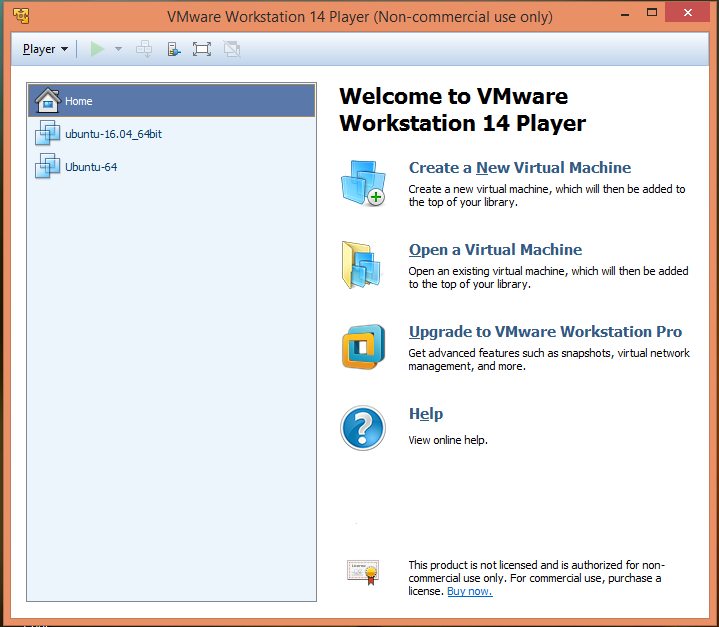 VMware Workstation 14 Player (Non-commercial use only)
Player
Home
ubuntu-16.04_64bit
Ubuntu-64
Welcome to VMware
Workstation 14 Player
Create a New Virtual Machine
Create a new virtual machine, which will then be added to
the top of your library.
Open a Virtual Machine
Open an existing virtual machine, which will then be added
to the top of your library.
Upgrade to VMware Workstation Pro
Get advanced features such as snapshots, virtual network
management, and more.
Help
View online help.
This product is not licensed and is authorized for non-
commercial use only. For commercial use, purchase a
license. Buy now.